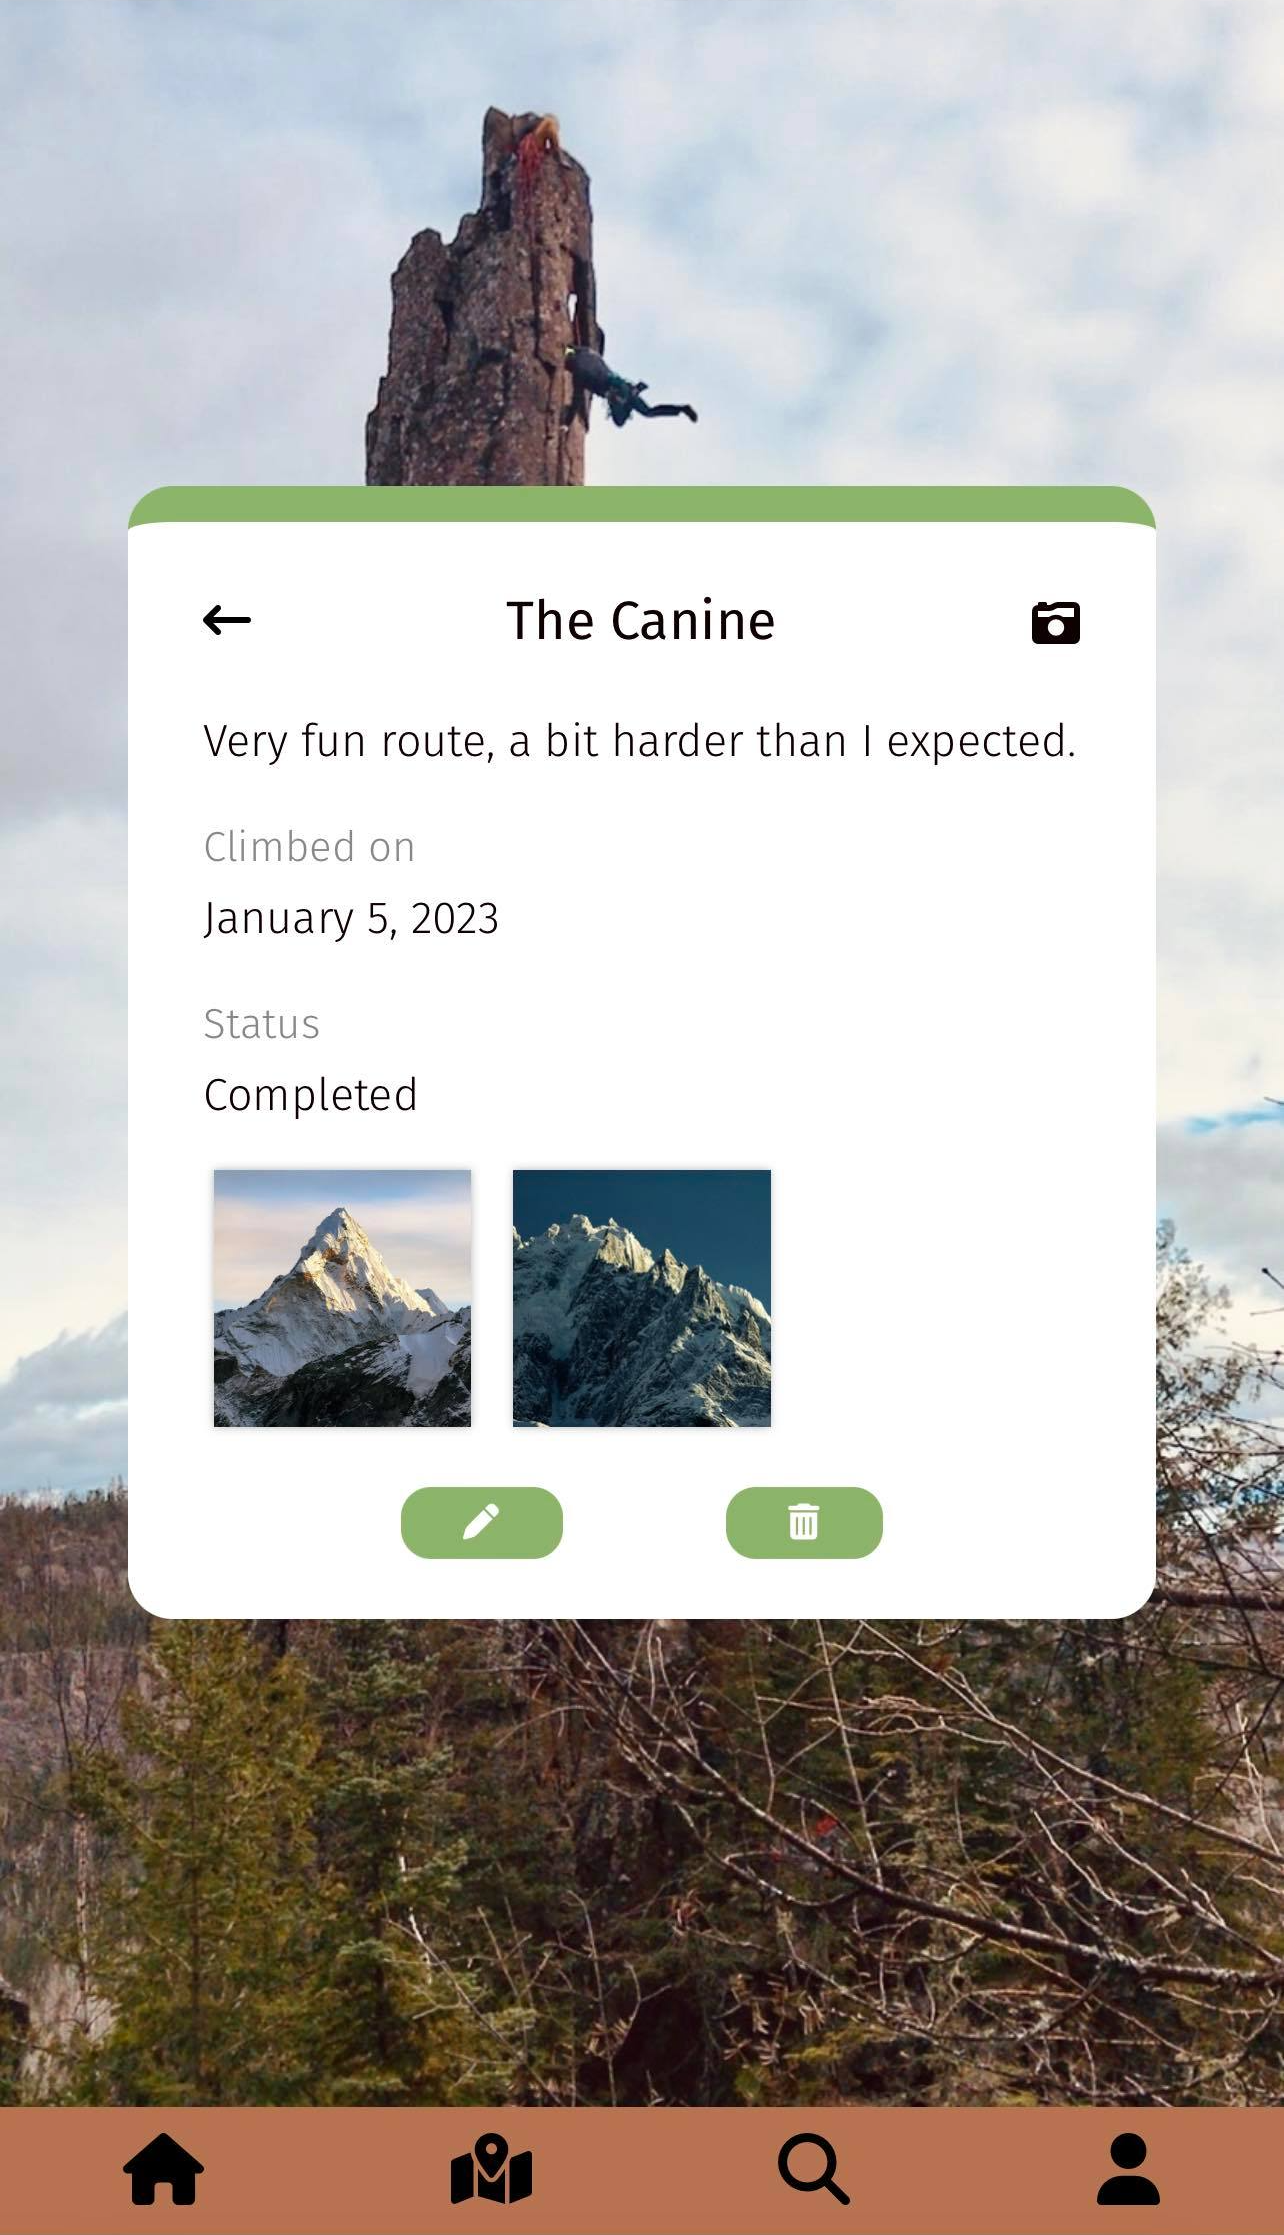 The Canine
Very fun route, a bit harder than I expected.
Climbed on
January 5, 2023
Status
Completed